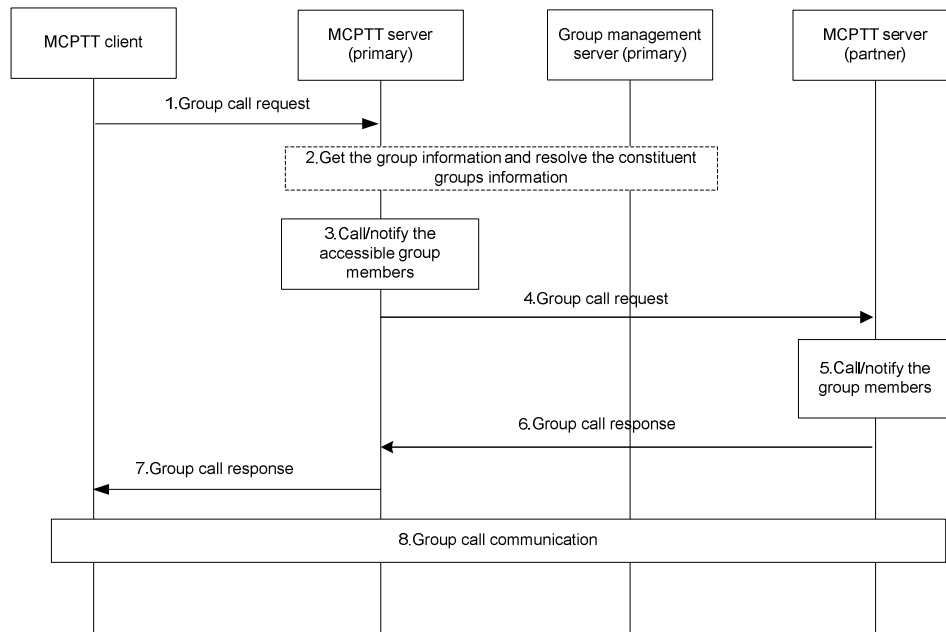 MCPTT client
MCPTT server
(primary)
Group management
server (primary)
MCPTT server
(partner)
1.Group call request
2.Get the group information and resolve the constituent
groups information
3.Call/notify the
accessible group
members
4.Group call request
5.Call/notify the
group members
6.Group call response
7.Group call response
8.Group call communication